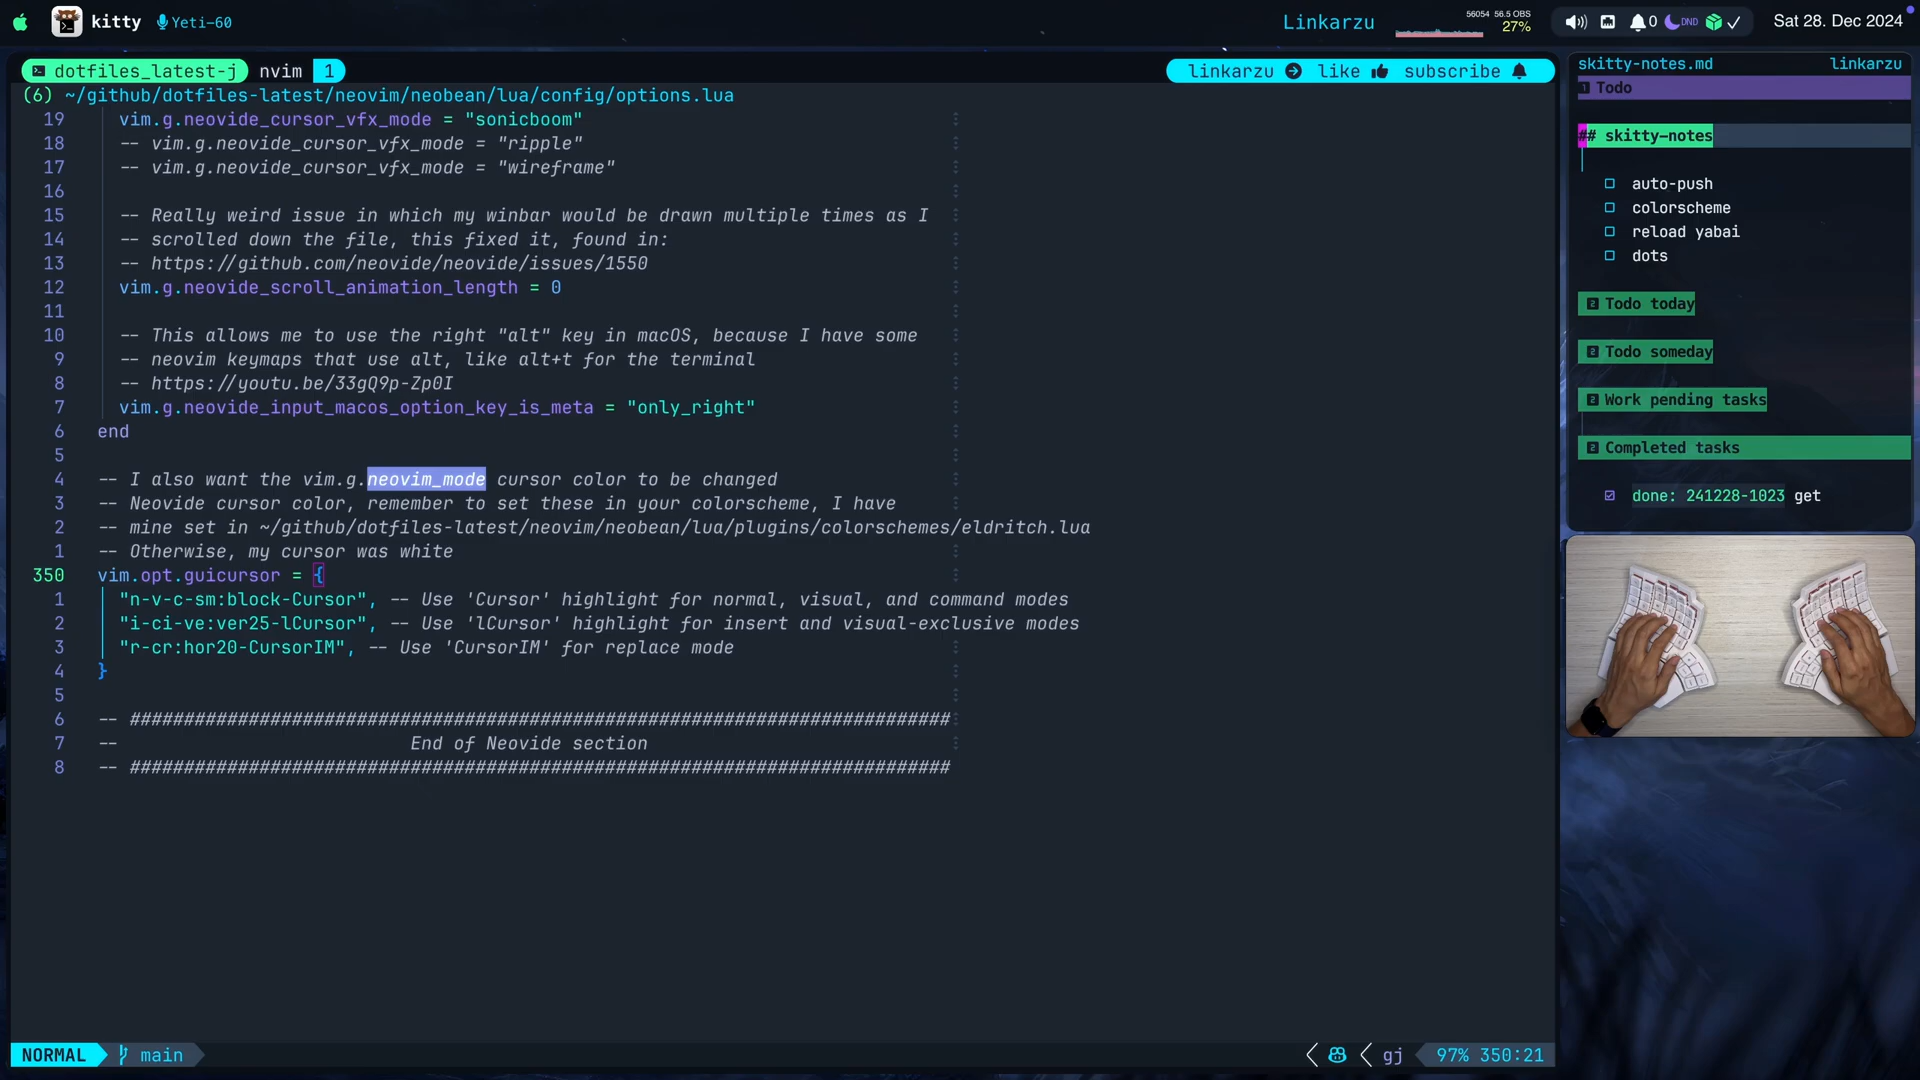 kitty Yeti-60 Linkarzu 56054 56.5 OBS 27% 0 DND Sat 28. Dec 2024
dotfiles_latest-j nvim 1 linkarzu like subscribe
(6) ~/github/dotfiles-latest/neovim/neobean/lua/config/options.lua
19 vim.g.neovide_cursor_vfx_mode = "sonicboom"
18 -- vim.g.neovide_cursor_vfx_mode = "ripple"
17 -- vim.g.neovide_cursor_vfx_mode = "wireframe"
16
15 -- Really weird issue in which my winbar would be drawn multiple times as I
14 -- scrolled down the file, this fixed it, found in:
13 -- https://github.com/neovide/neovide/issues/1550
12 vim.g.neovide_scroll_animation_length = 0
11
10 -- This allows me to use the right "alt" key in macOS, because I have some
9 -- neovim keymaps that use alt, like alt+t for the terminal
8 -- https://youtu.be/33gQ9p-Zp0I
7 vim.g.neovide_input_macos_option_key_is_meta = "only_right"
6 end
5
4 -- I also want the vim.g.neovim_mode cursor color to be changed
3 -- Neovide cursor color, remember to set these in your colorscheme, I have
2 -- mine set in ~/github/dotfiles-latest/neovim/neobean/lua/plugins/colorschemes/eldritch.lua
1 -- Otherwise, my cursor was white
350 vim.opt.guicursor = {
1 "n-v-c-sm:block-Cursor", -- Use 'Cursor' highlight for normal, visual, and command modes
2 "i-ci-ve:ver25-lCursor", -- Use 'lCursor' highlight for insert and visual-exclusive modes
3 "r-cr:hor20-CursorIM", -- Use 'CursorIM' for replace mode
4 }
5
6 -- ############################################################################
7 -- End of Neovide section
8 -- ############################################################################
NORMAL main gj 97% 350:21
skitty-notes.md linkarzu
1 Todo
## skitty-notes
auto-push
colorscheme
reload yabai
dots
2 Todo today
2 Todo someday
2 Work pending tasks
2 Completed tasks
done: 241228-1023 get